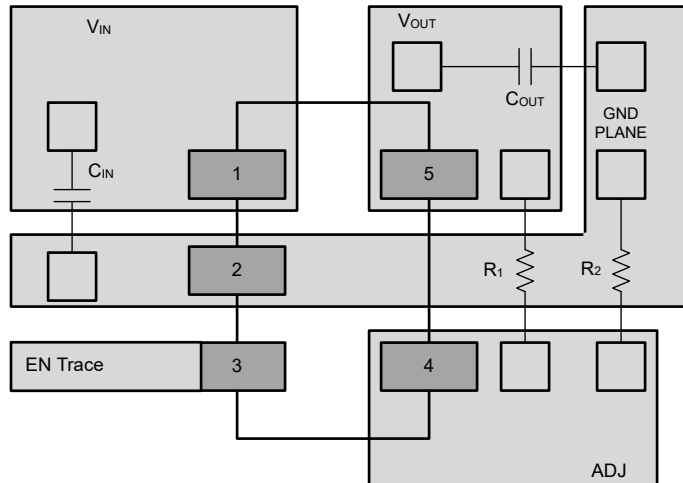 VIN
VOUT
COUT
GND
PLANE
CIN
1
5
2
R1
R2
EN Trace
3
4
ADJ